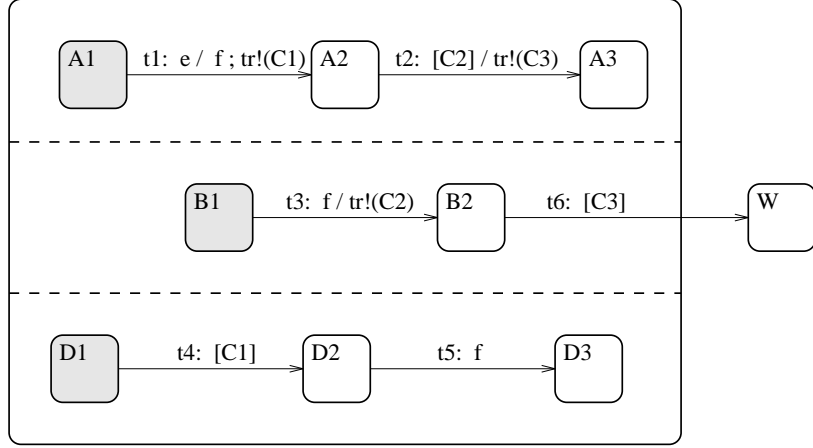 A1 t1: e / f ; tr!(C1) A2 t2: [C2] / tr!(C3) A3
B1 t3: f / tr!(C2) B2 t6: [C3] W
D1 t4: [C1] D2 t5: f D3